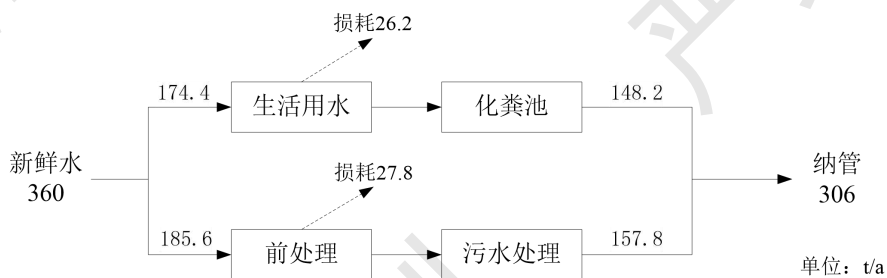 损耗26.2
174.4
生活用水
化粪池
148.2
新鲜水
360
损耗27.8
纳管
306
185.6
前处理
污水处理
157.8
单位：t/a